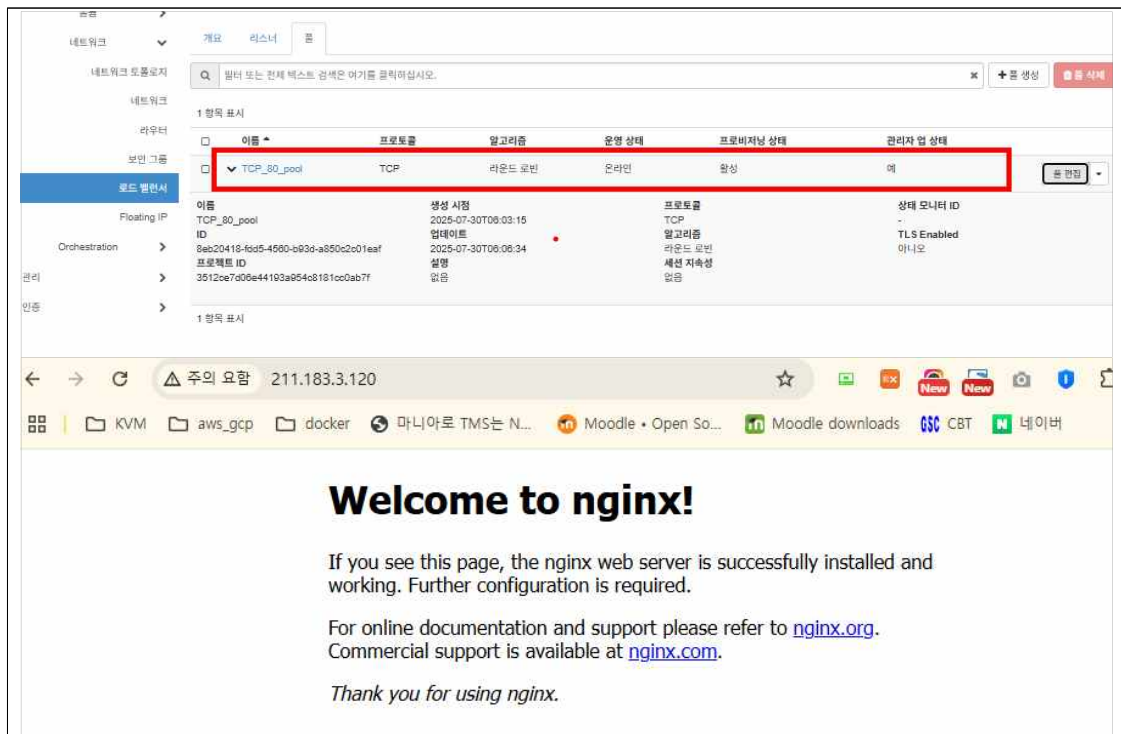 네트워크
개요 리스너 풀
네트워크 토폴로지
필터 또는 전체 텍스트 검색은 여기를 클릭하십시오. ✖ ✚풀 생성 풀 삭제
네트워크
1 항목 표시
라우터
이름 프로토콜 알고리즘 운영 상태 프로비저닝 상태 관리자 업 상태
보안 그룹
TCP_80_pool TCP 라운드 로빈 온라인 활성 예 풀 편집
로드 밸런서
이름 생성 시점 프로토콜 상태 모니터 ID
Floating IP
TCP_80_pool 2025-07-30T06:03:15 TCP -
ID 업데이트 알고리즘 TLS Enabled
Orchestration
8eb20418-fdd5-4560-b93d-a850c2c01eaf 2025-07-30T06:06:34 라운드 로빈 아니오
프로젝트 ID 설명 세션 지속성
관리
3512ce7d06e44193a954c8181cc0ab7f 없음 없음
인증
1 항목 표시
주의 요함 211.183.3.120 New New
KVM aws_gcp docker 마니아로 TMS는 N... Moodle • Open So... Moodle downloads GSC CBT N 네이버
Welcome to nginx!
If you see this page, the nginx web server is successfully installed and
working. Further configuration is required.
For online documentation and support please refer to nginx.org.
Commercial support is available at nginx.com.
Thank you for using nginx.